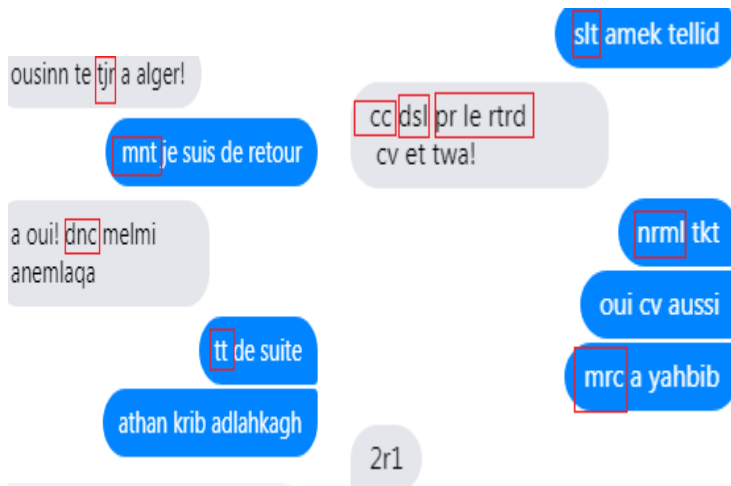 ousinn te tjr a alger!
mnt je suis de retour
a oui! dnc melmi
anemlaqa
tt de suite
athan krib adlahkagh
slt amek tellid
cc dsl pr le rtrd
cv et twa!
nrml tkt
oui cv aussi
mrc a yahbib
2r1